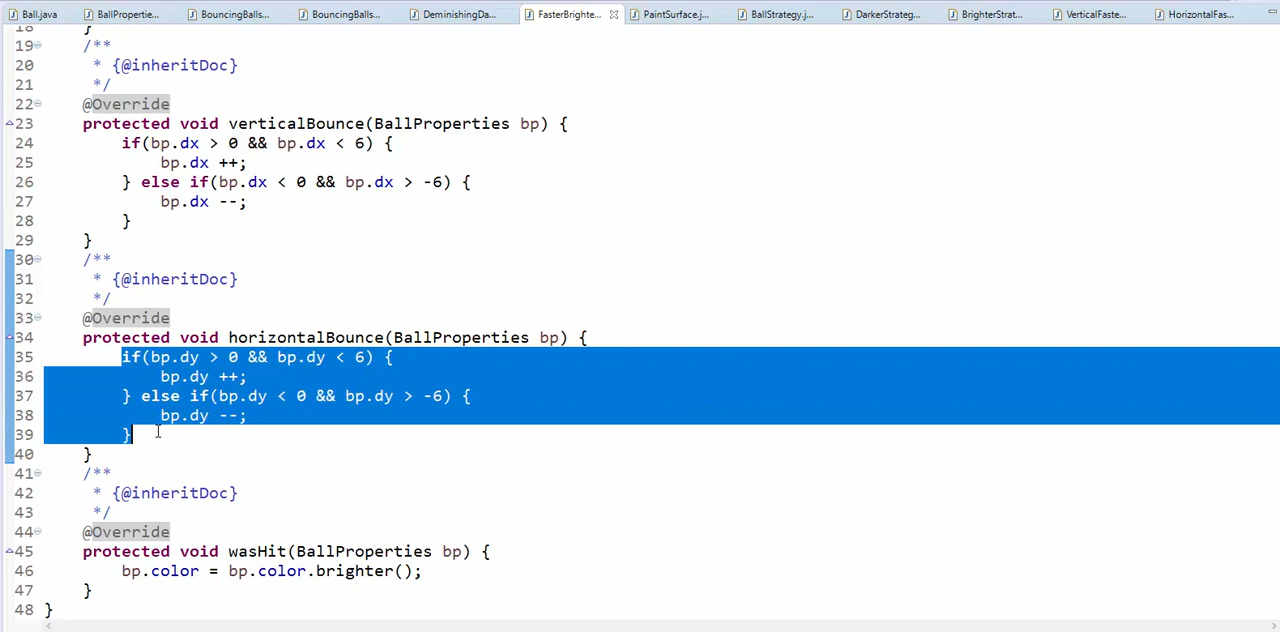 Ball.java BallPropertie... BouncingBalls... BouncingBalls... DeminishingDa... FasterBrighte... PaintSurface.j... BallStrategy.j... DarkerStrateg... BrighterStrat... VerticalFaste... HorizontalFas...
18 }
19 /**
20 * {@inheritDoc}
21 */
22 @Override
23 protected void verticalBounce(BallProperties bp) {
24 if(bp.dx > 0 && bp.dx < 6) {
25 bp.dx ++;
26 } else if(bp.dx < 0 && bp.dx > -6) {
27 bp.dx --;
28 }
29 }
30 /**
31 * {@inheritDoc}
32 */
33 @Override
34 protected void horizontalBounce(BallProperties bp) {
35 if(bp.dy > 0 && bp.dy < 6) {
36 bp.dy ++;
37 } else if(bp.dy < 0 && bp.dy > -6) {
38 bp.dy --;
39 }
40 }
41 /**
42 * {@inheritDoc}
43 */
44 @Override
45 protected void wasHit(BallProperties bp) {
46 bp.color = bp.color.brighter();
47 }
48 }